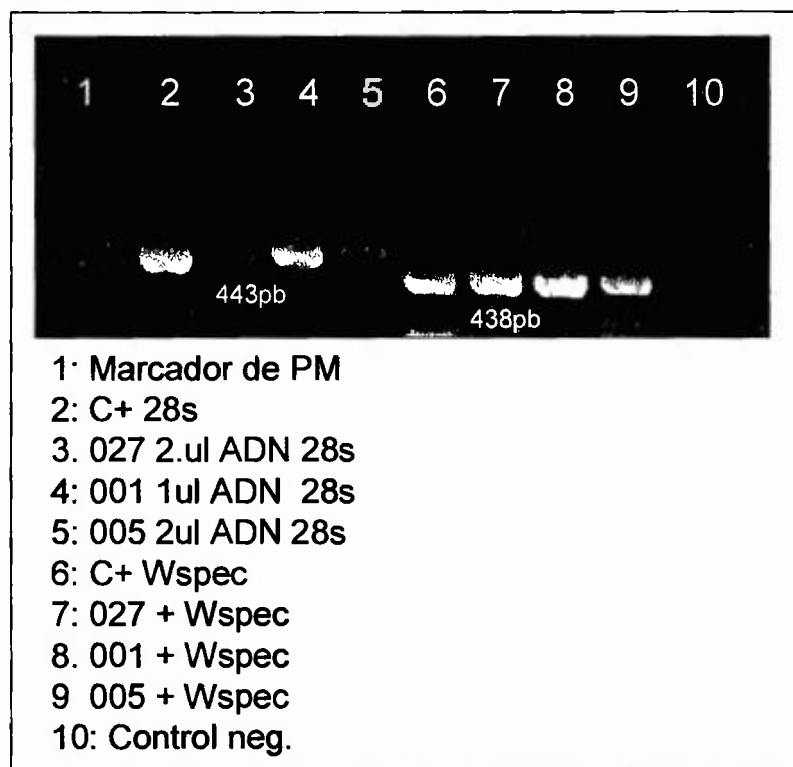 1 2 3 4 5 6 7 8 9 10
443pb
438pb
1: Marcador de PM
2: C+ 28s
3. 027 2.ul ADN 28s
4: 001 1ul ADN 28s
5: 005 2ul ADN 28s
6: C+ Wspec
7: 027 + Wspec
8. 001 + Wspec
9 005 + Wspec
10: Control neg.